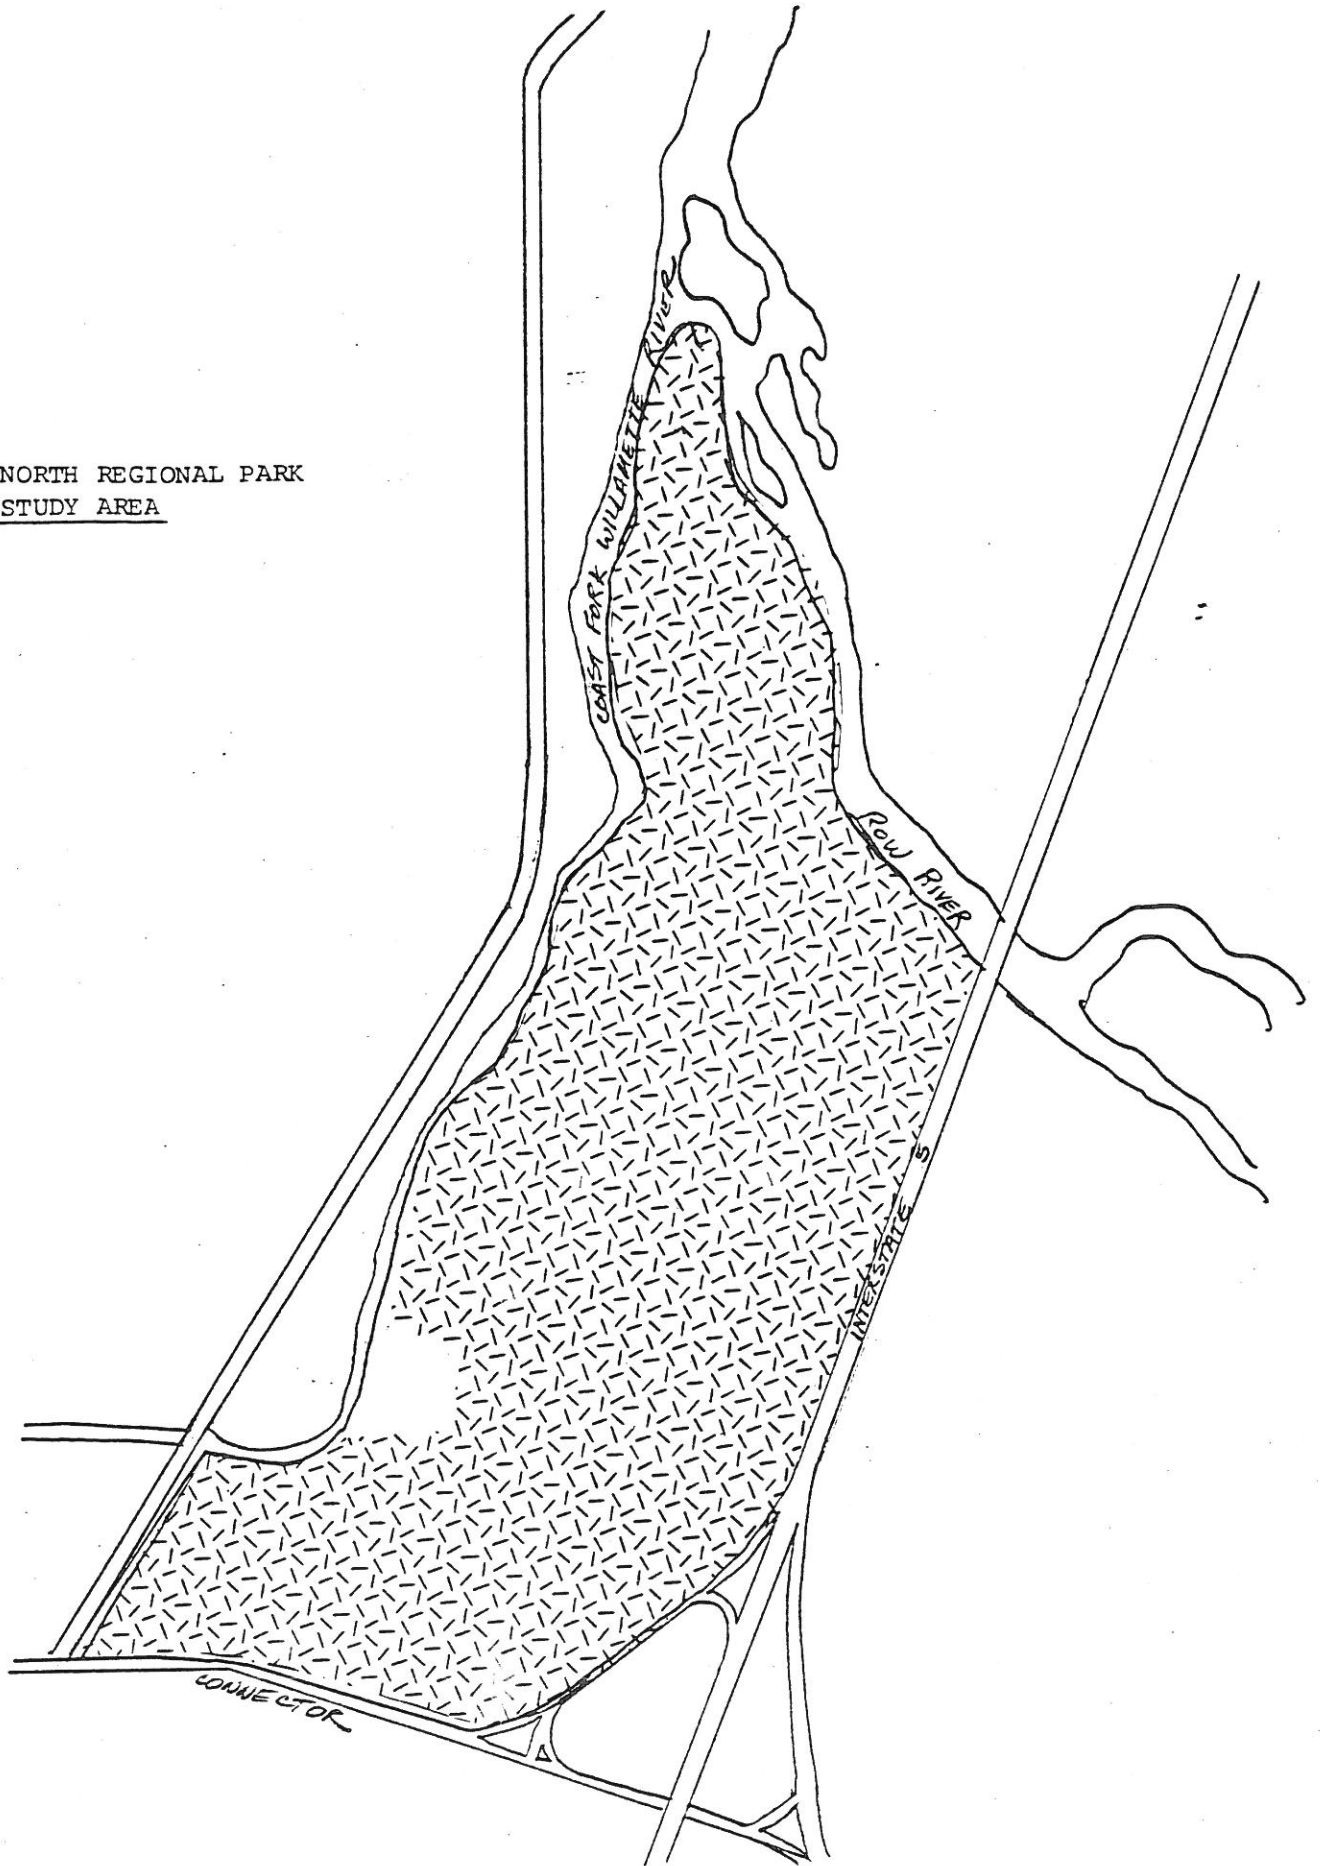 NORTH REGIONAL PARK
STUDY AREA
COAST FORK WILLAMETTE RIVER
ROW RIVER
INTERSTATE 5
CONNECTOR